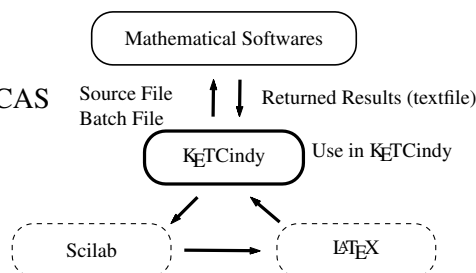 Mathematical Softwares
CAS
Source File
Batch File
Returned Results (textfile)
KETCindy
Use in KETCindy
Scilab
LATEX